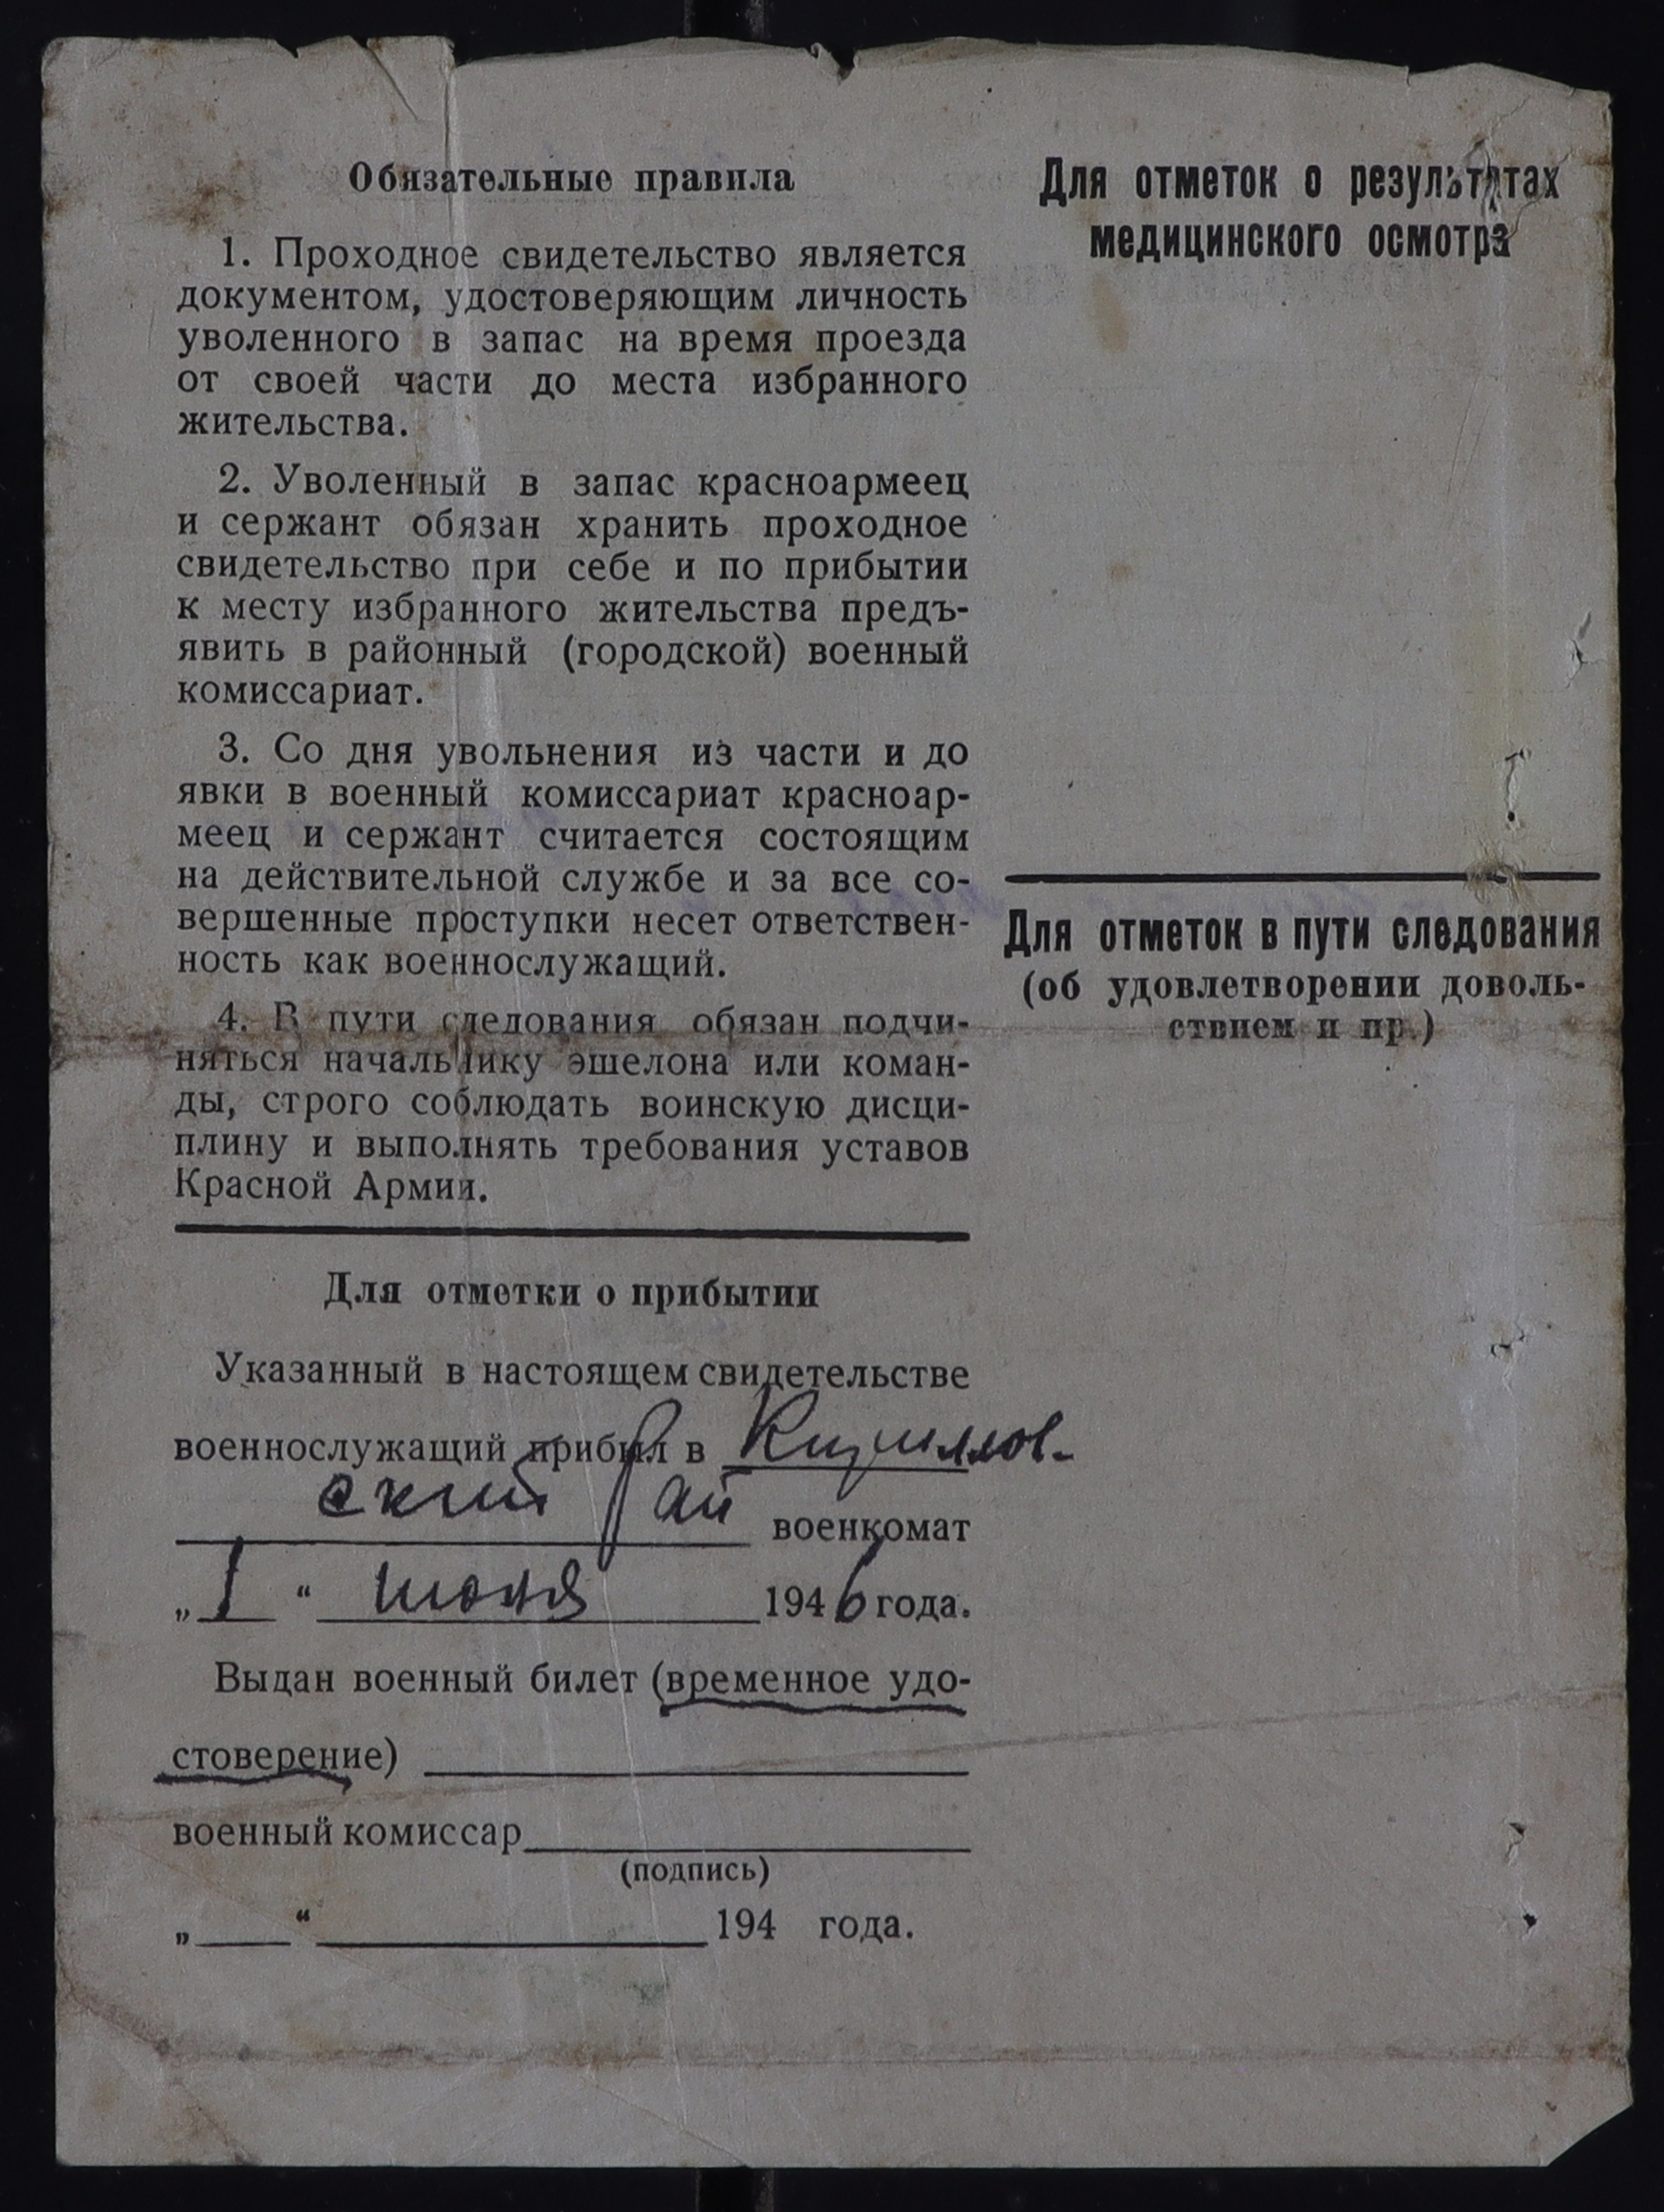 Обязательные правила
1. Проходное свидетельство является
документом, удостоверяющим личность
уволенного в запас на время проезда
от своей части до места избранного
жительства.
2. Уволенный в запас красноармеец
и сержант обязан хранить проходное
свидетельство при себе и по прибытии
к месту избранного жительства предъ-
явить в районный (городской) военный
комиссариат.
3. Со дня увольнения из части и до
явки в военный комиссариат красноар-
меец и сержант считается состоящим
на действительной службе и за все со-
вершенные проступки несет ответствен-
ность как военнослужащий.
4. В пути следования обязан подчи-
няться начальнику эшелона или коман-
ды, строго соблюдать воинскую дисци-
плину и выполнять требования уставов
Красной Армии.
Для отметки о прибытии
Указанный в настоящем свидетельстве
военнослужащий прибыл в
ский рай военкомат
„1“ июня 1946 года.
Выдан военный билет (временное удо-
стоверение)
военный комиссар
(подпись)
„ “ 194 года.
Для отметок о результатах
медицинского осмотра
Для отметок в пути следования
(об удовлетворении доволь-
ствием и пр.)